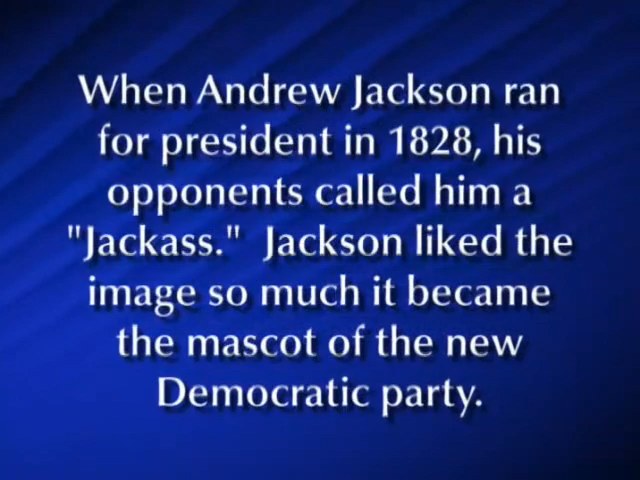 When Andrew Jackson ran
for president in 1828, his
opponents called him a
"Jackass."  Jackson liked the
image so much it became
the mascot of the new
Democratic party.